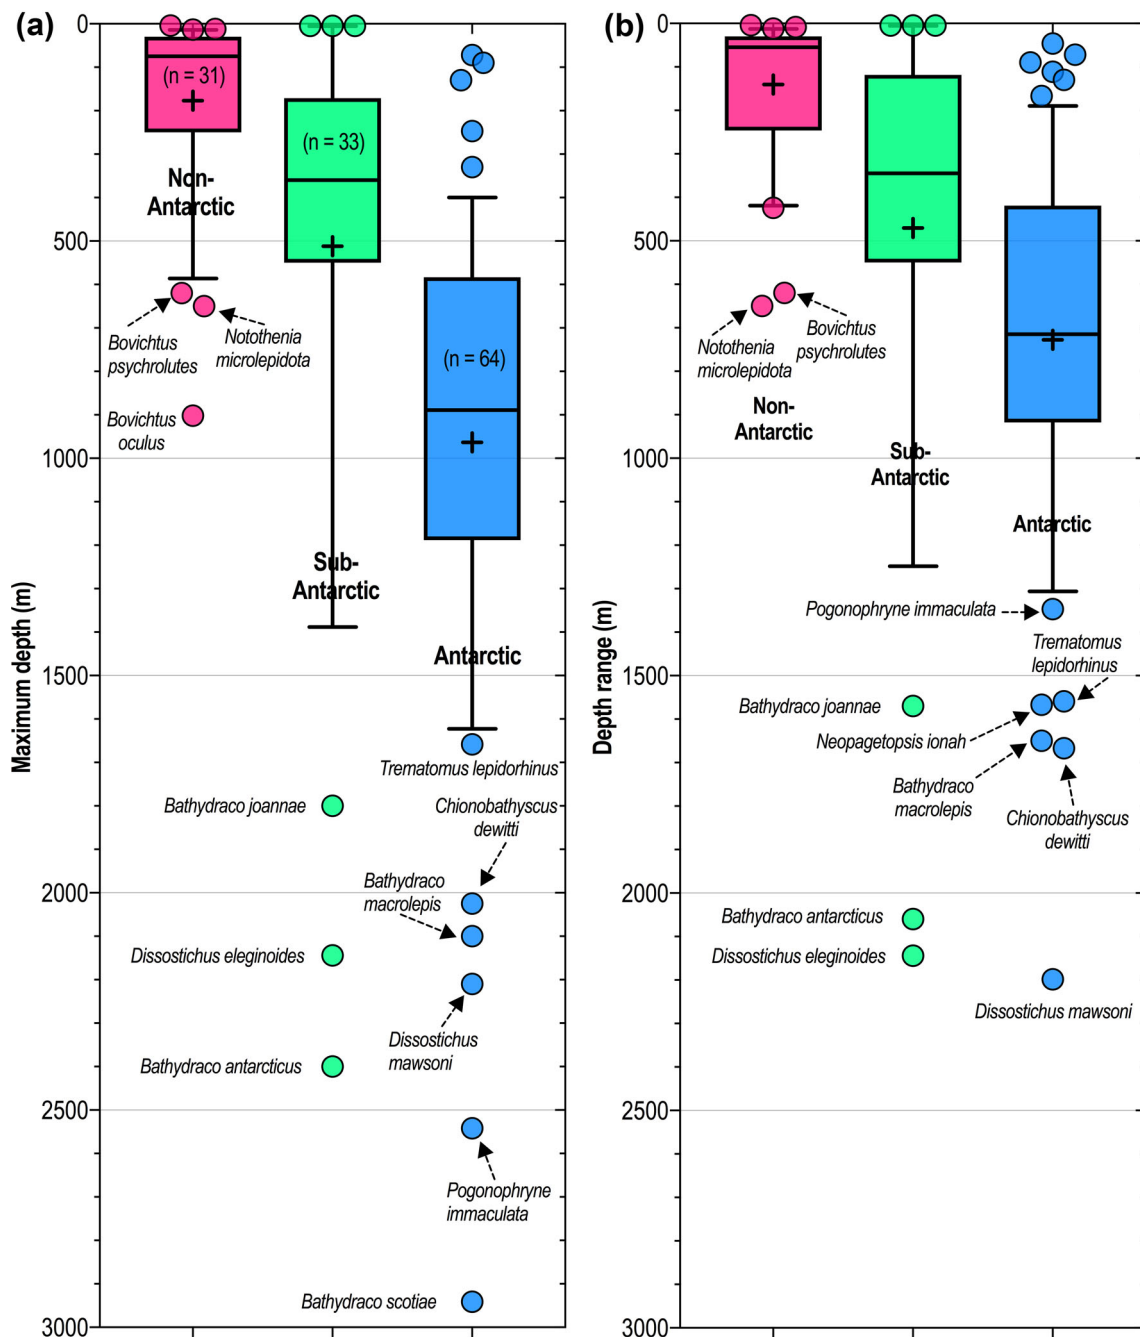 (a)
0
500
1000
1500
2000
2500
3000
Maximum depth (m)
(n = 31)
Non-
Antarctic
Bovichtus
psychrolutes
Notothenia
microlepidota
Bovichtus
oculus
(n = 33)
Sub-
Antarctic
Bathydraco joannae
Dissostichus eleginoides
Bathydraco antarcticus
(n = 64)
Antarctic
Trematomus lepidorhinus
Chionobathyscus
dewitti
Bathydraco
macrolepis
Dissostichus
mawsoni
Pogonophryne
immaculata
Bathydraco scotiae
(b)
0
500
1000
1500
2000
2500
3000
Depth range (m)
Notothenia
microlepidota
Bovichtus
psychrolutes
Non-
Antarctic
Sub-
Antarctic
Antarctic
Pogonophryne immaculata
Trematomus
lepidorhinus
Bathydraco joannae
Neopagetopsis ionah
Bathydraco
macrolepis
Chionobathyscus
dewitti
Bathydraco antarcticus
Dissostichus eleginoides
Dissostichus mawsoni